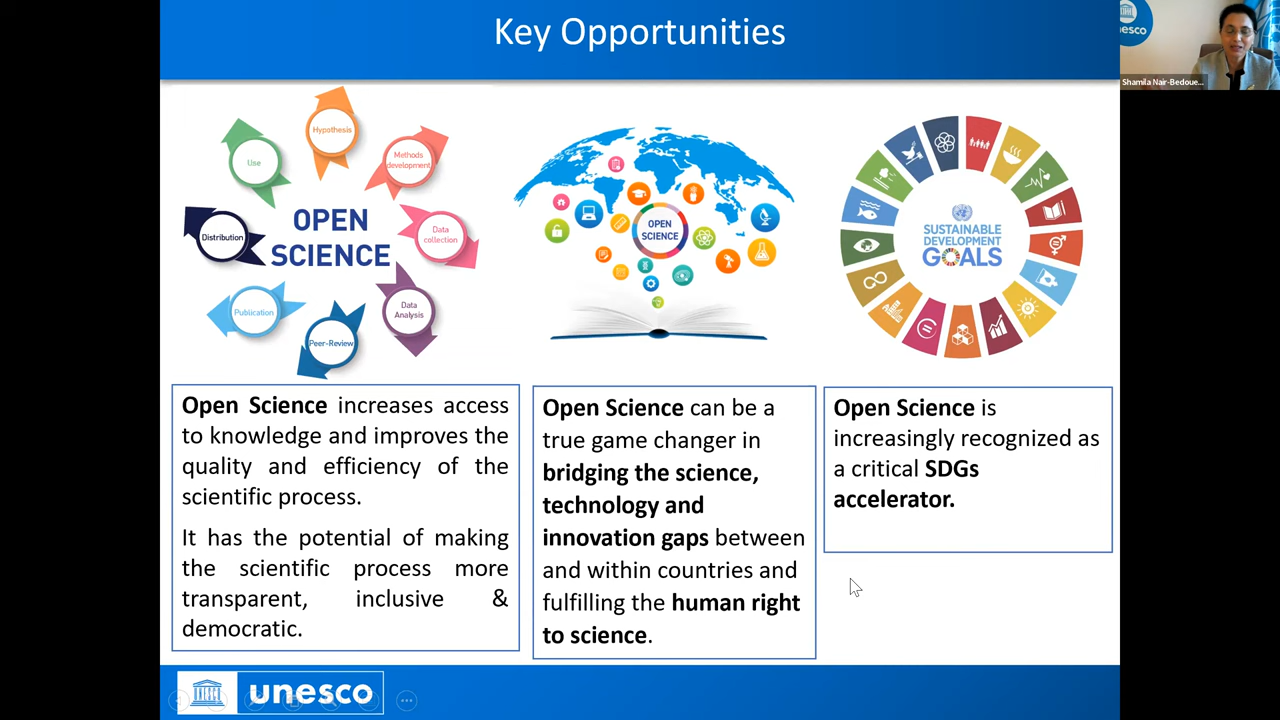 Key Opportunities
unesco
Shamila Nair-Bedoue...
Hypothesis
Use
Methods
development
OPEN
SCIENCE
Distribution
Data
collection
Publication
Data
Analysis
Peer-Review
OPEN
SCIENCE
SUSTAINABLE
DEVELOPMENT
GOALS
Open Science increases access
to knowledge and improves the
quality and efficiency of the
scientific process.
It has the potential of making
the scientific process more
transparent, inclusive &
democratic.
Open Science can be a
true game changer in
bridging the science,
technology and
innovation gaps between
and within countries and
fulfilling the human right
to science.
Open Science is
increasingly recognized as
a critical SDGs
accelerator.
unesco